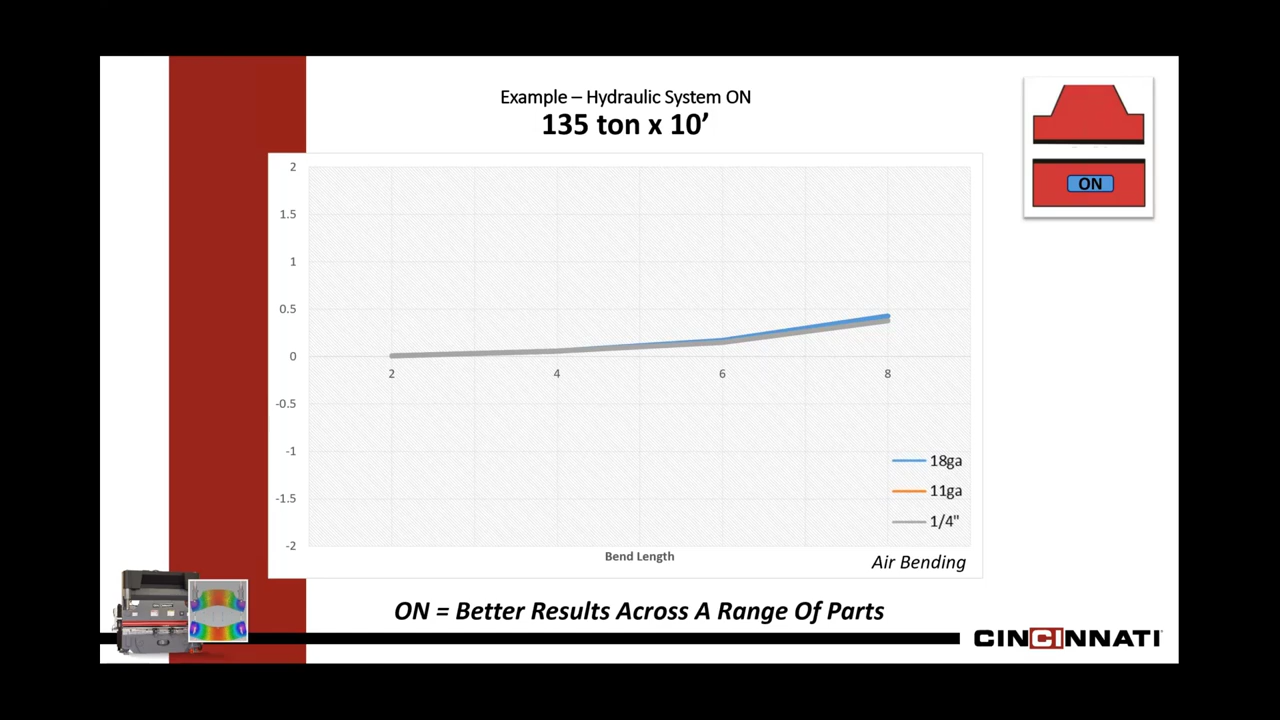 Example – Hydraulic System ON
135 ton x 10’
ON
2
1.5
1
0.5
0
-0.5
-1
-1.5
-2
2 4 6 8
18ga
11ga
1/4"
Bend Length
Air Bending
ON = Better Results Across A Range Of Parts
CINCINNATI